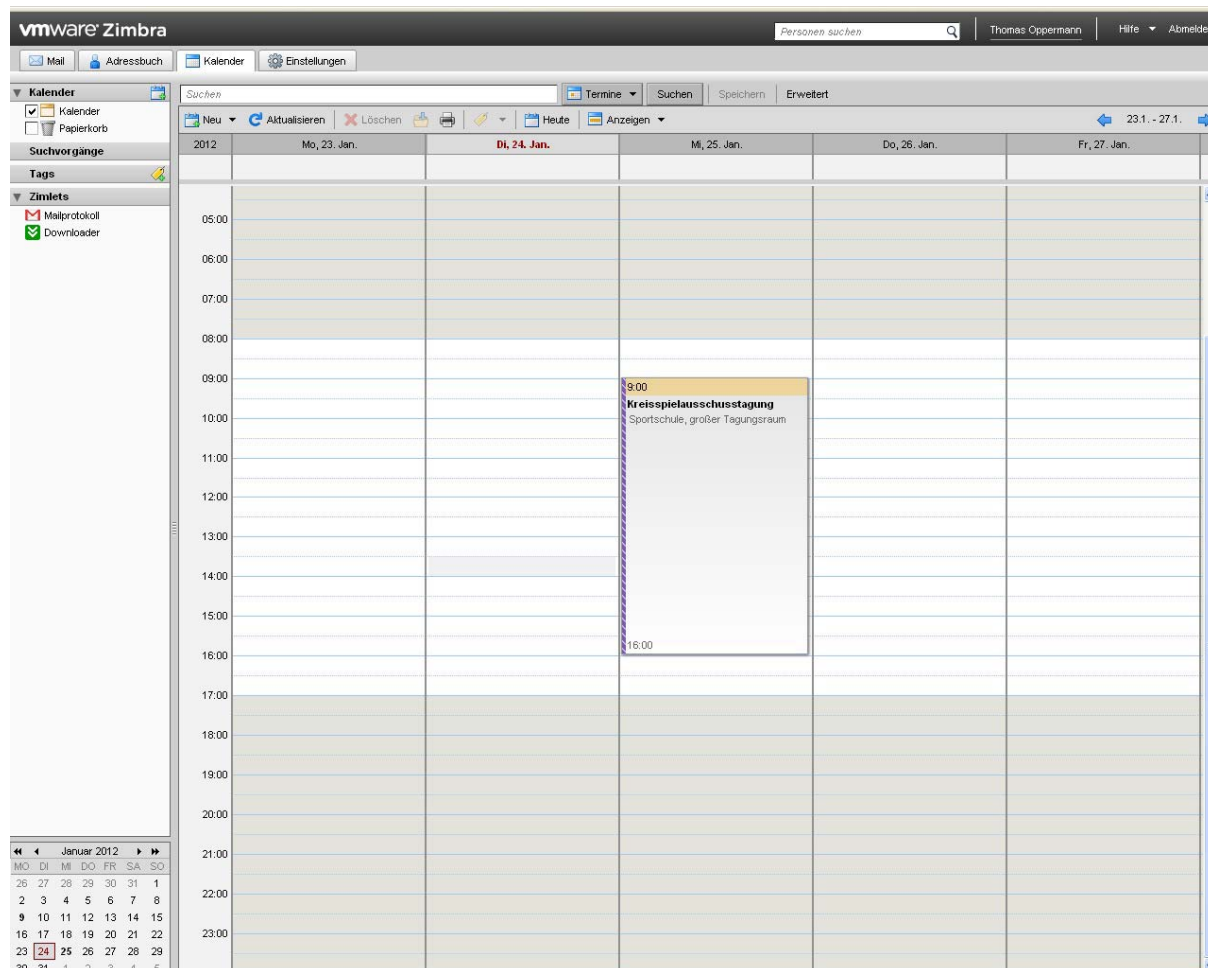 vmware® Zimbra
Personen suchen
Thomas Oppermann
Hilfe
Abmelde
Mail
Adressbuch
Kalender
Einstellungen
Kalender
Kalender
Papierkorb
Suchvorgänge
Tags
Zimlets
Mailprotokoll
Downloader
Suchen
Termine
Suchen
Speichern
Erweitert
Neu
Aktualisieren
Löschen
Heute
Anzeigen
23.1. - 27.1.
2012 Mo, 23. Jan. Di, 24. Jan. Mi, 25. Jan. Do, 26. Jan. Fr, 27. Jan.
05:00
06:00
07:00
08:00
09:00
9:00
Kreisspielausschusstagung
10:00
Sportschule, großer Tagungsraum
11:00
12:00
13:00
14:00
15:00
16:00
16:00
17:00
18:00
19:00
20:00
21:00
22:00
23:00
Januar 2012
MO DI MI DO FR SA SO
26 27 28 29 30 31 1
2 3 4 5 6 7 8
9 10 11 12 13 14 15
16 17 18 19 20 21 22
23 24 25 26 27 28 29
30 31 1 2 3 4 5